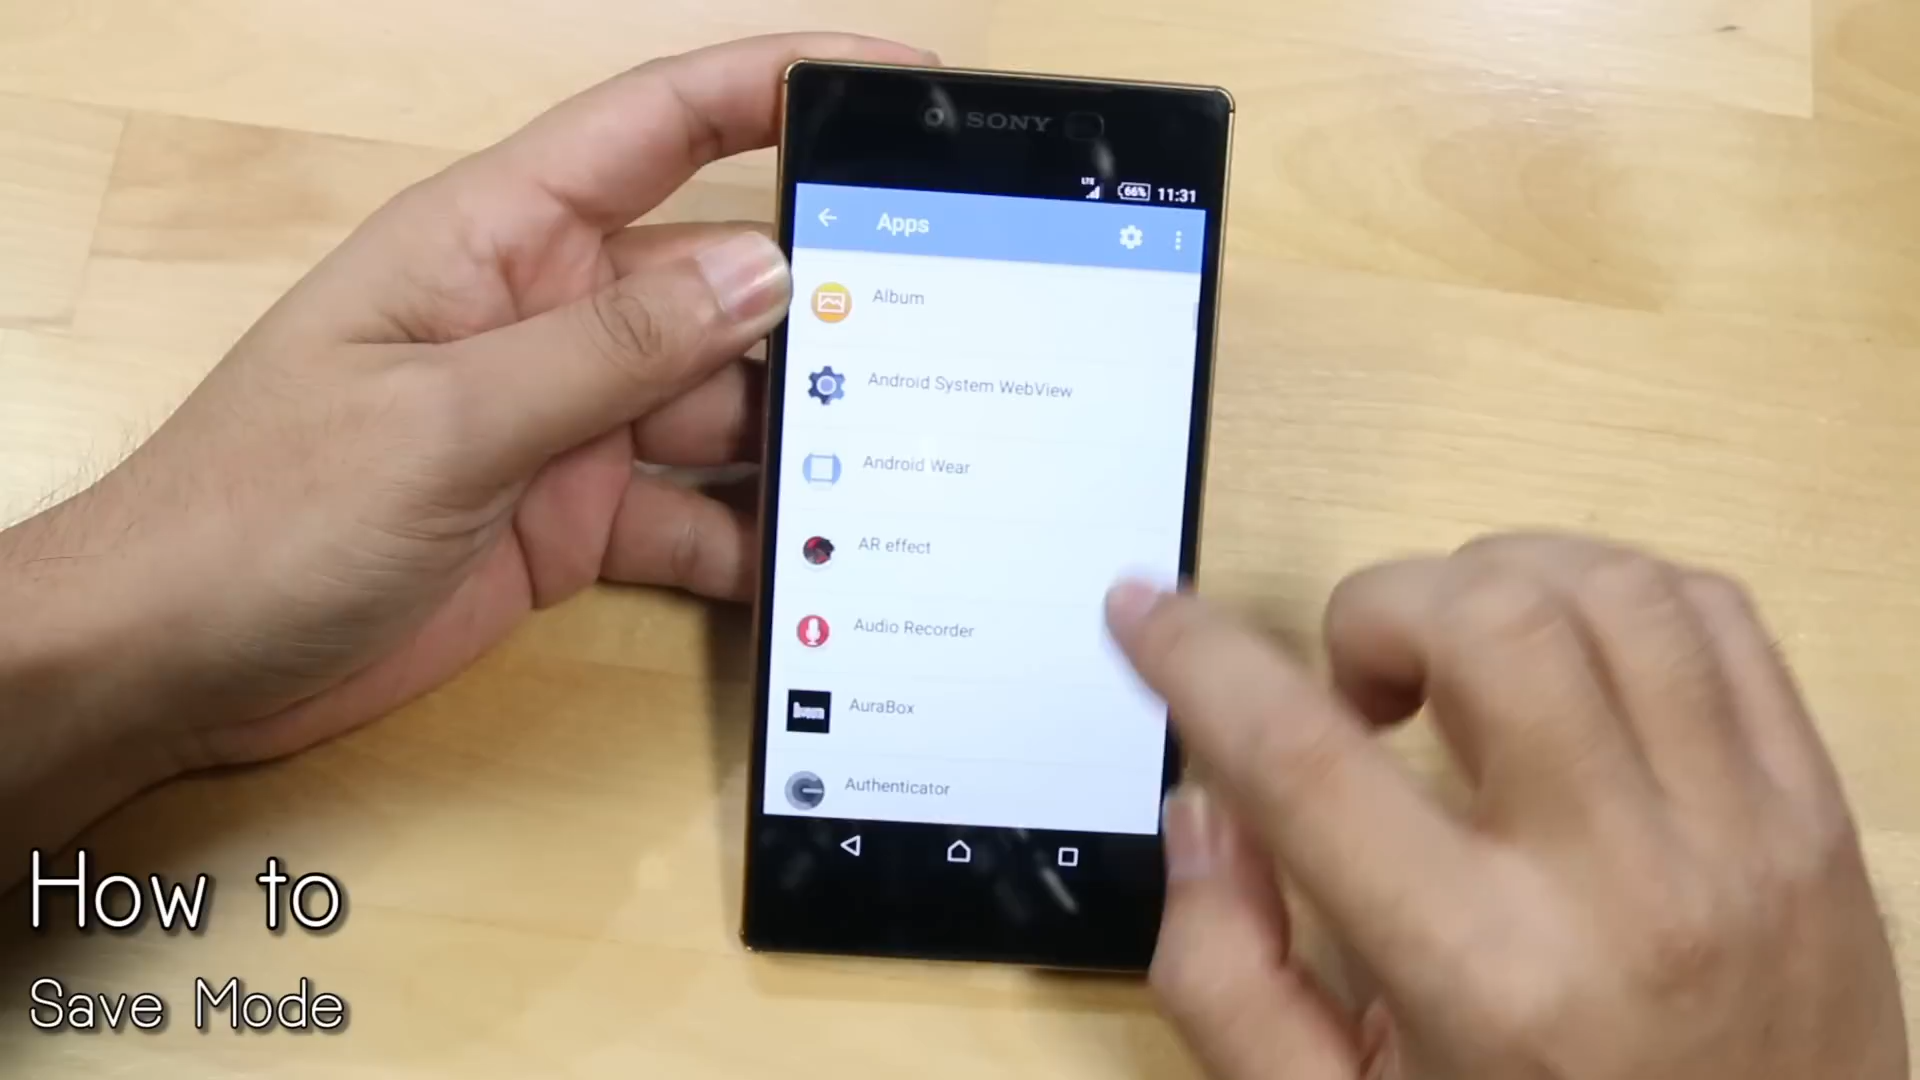 SONY
LTE 66% 11:31
Apps
Album
Android System WebView
Android Wear
AR effect
Audio Recorder
AuraBox
Authenticator
How to
Save Mode